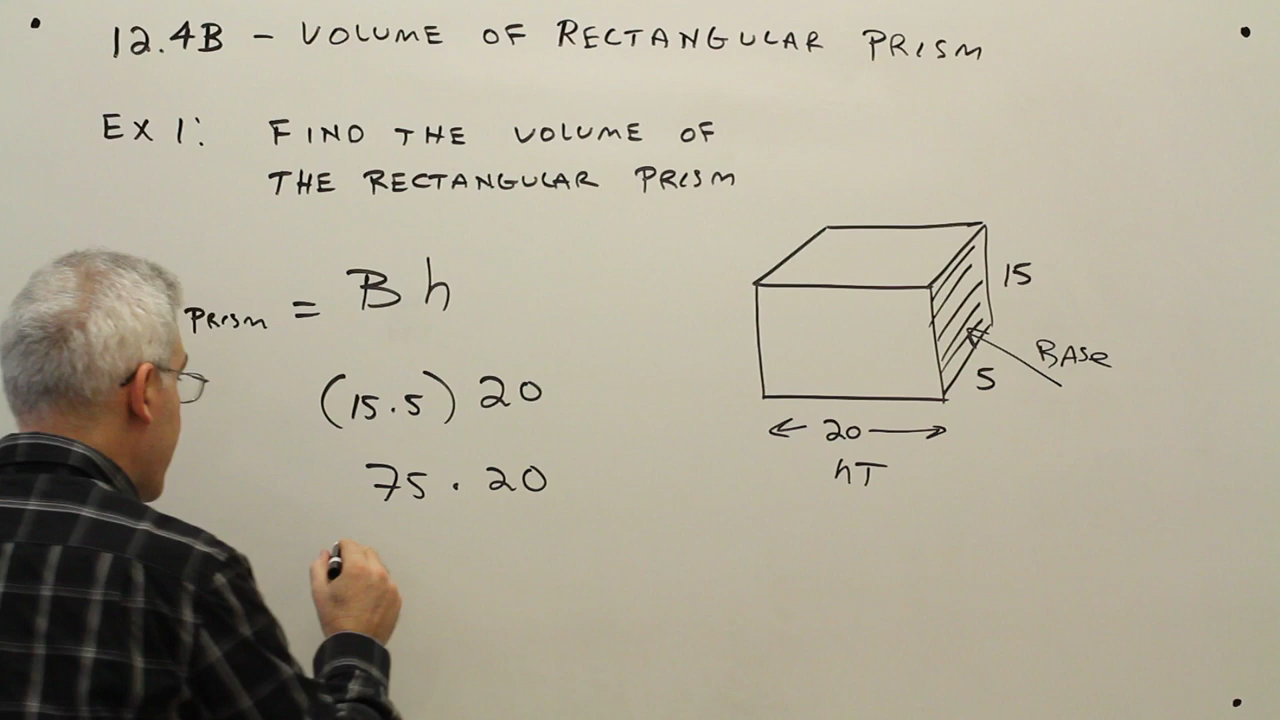 12.4B - VOLUME OF RECTANGULAR PRISM
EX 1: FIND THE VOLUME OF
THE RECTANGULAR PRISM
PRISM = B h
(15.5) 20
75 . 20
15
BASE
5
20
hT